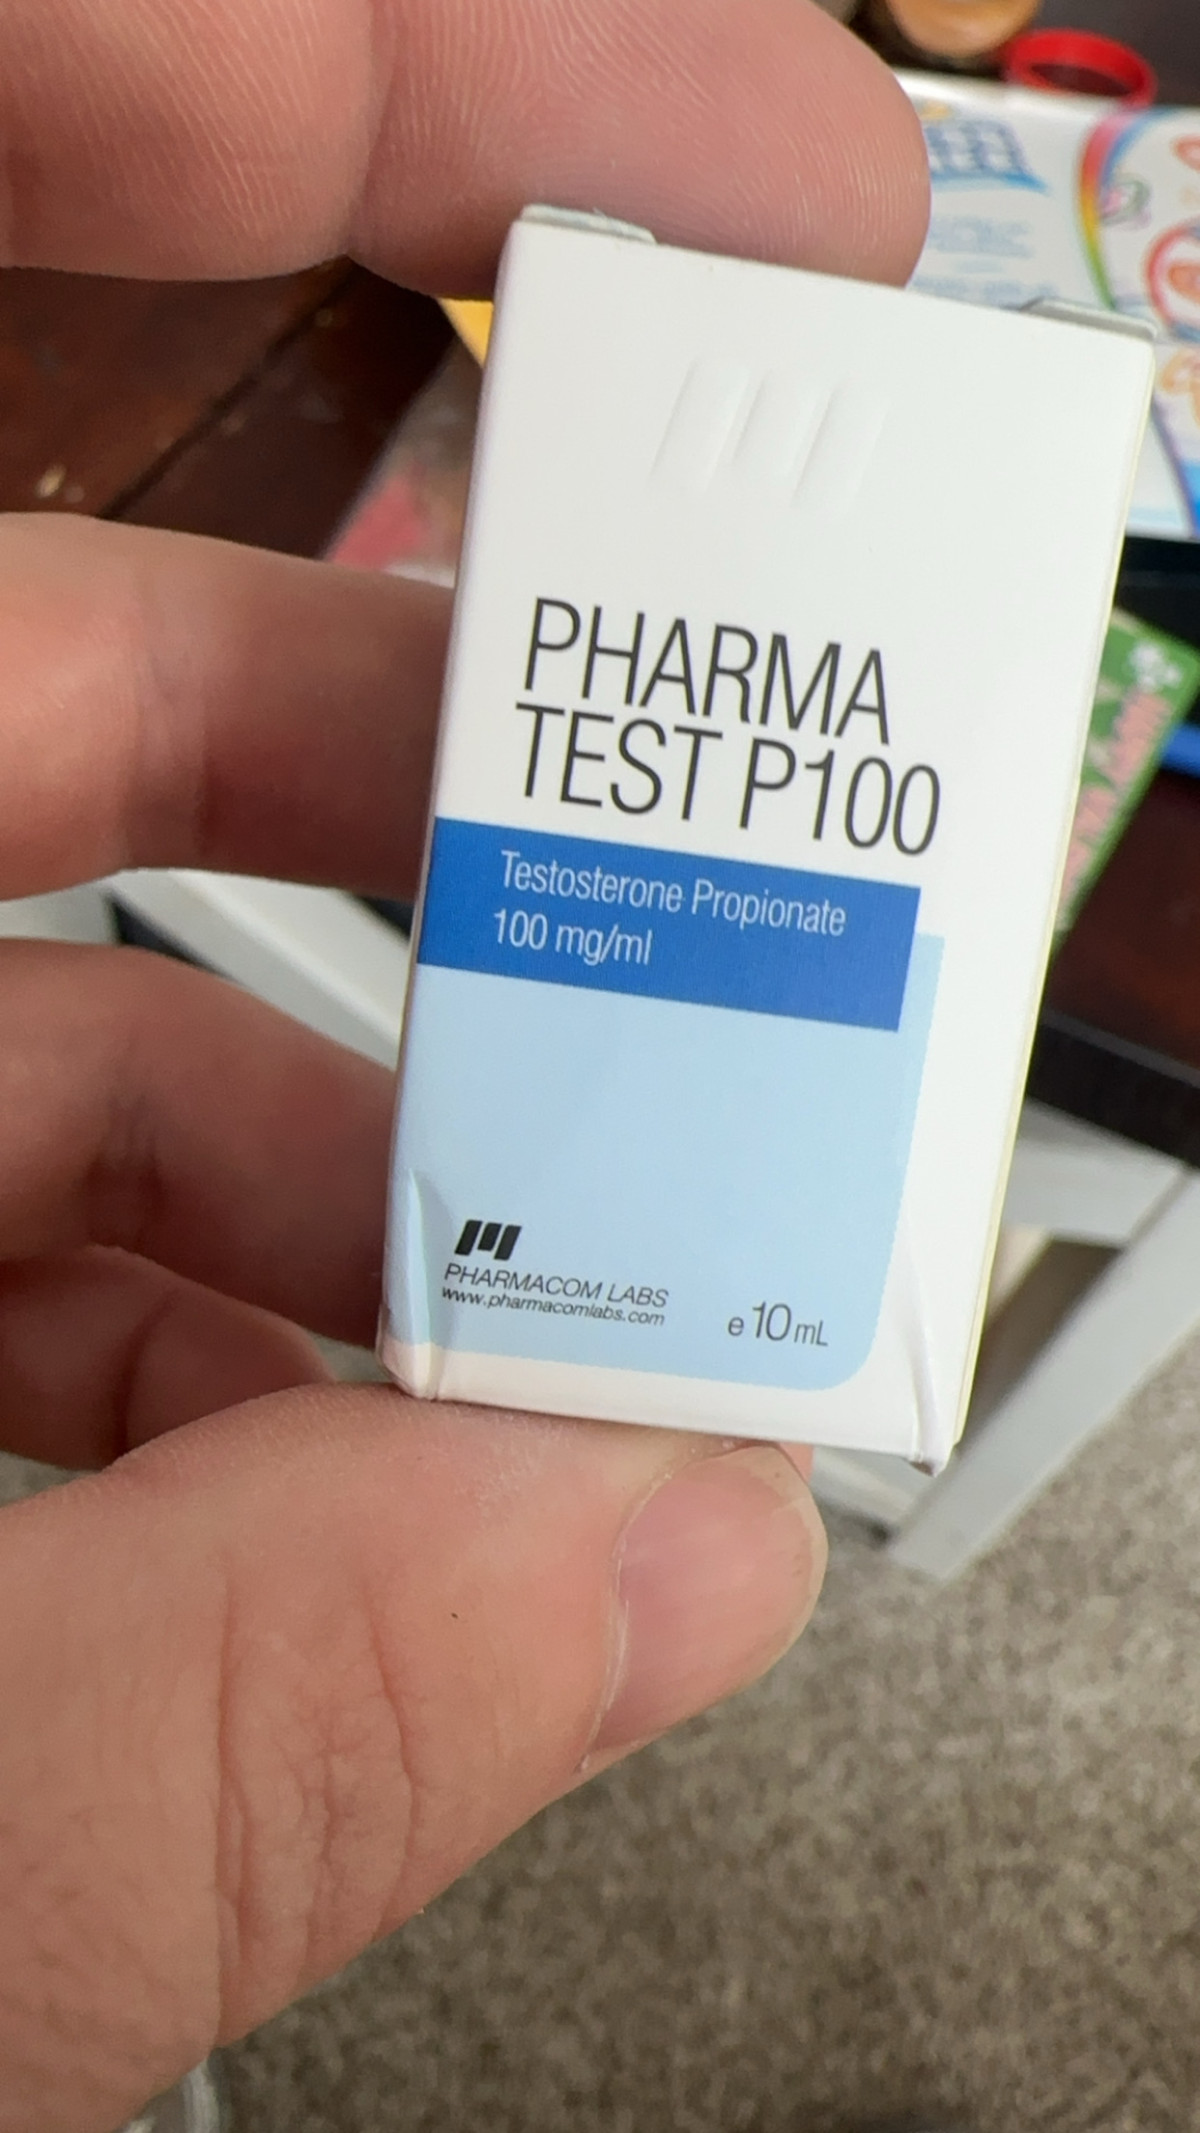 PHARMA
TEST P100
Testosterone Propionate
100 mg/ml
PHARMACOM LABS
www.pharmacomlabs.com
e 10 mL